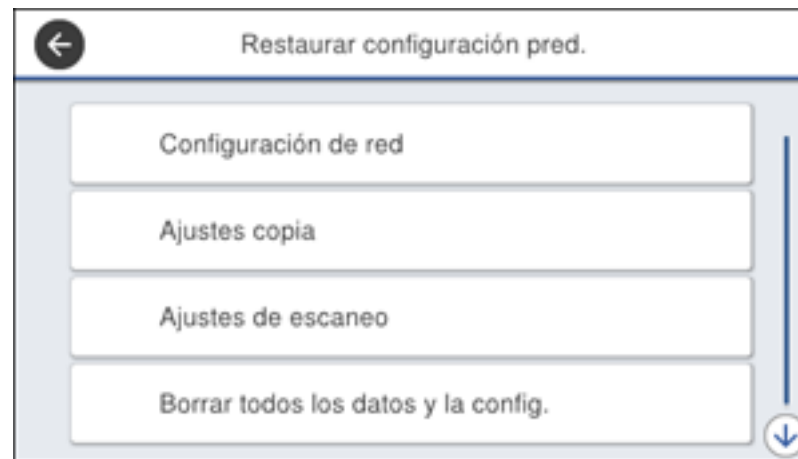 Restaurar configuración pred.
Configuración de red
Ajustes copia
Ajustes de escaneo
Borrar todos los datos y la config.